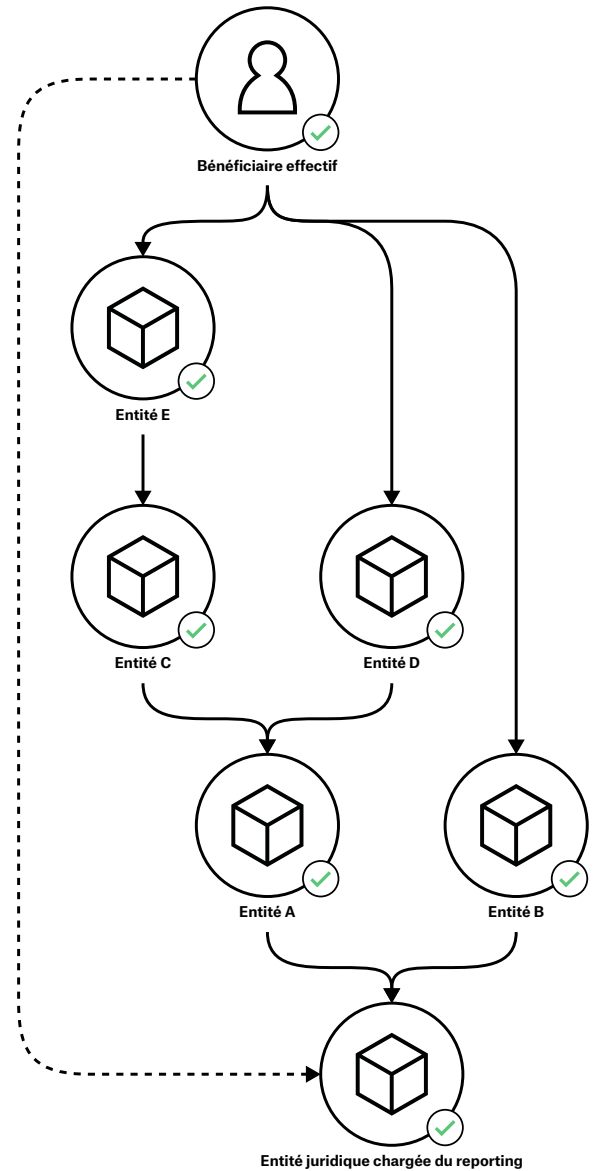 Bénéficiaire effectif
Entité E
Entité C
Entité D
Entité A
Entité B
Entité juridique chargée du reporting